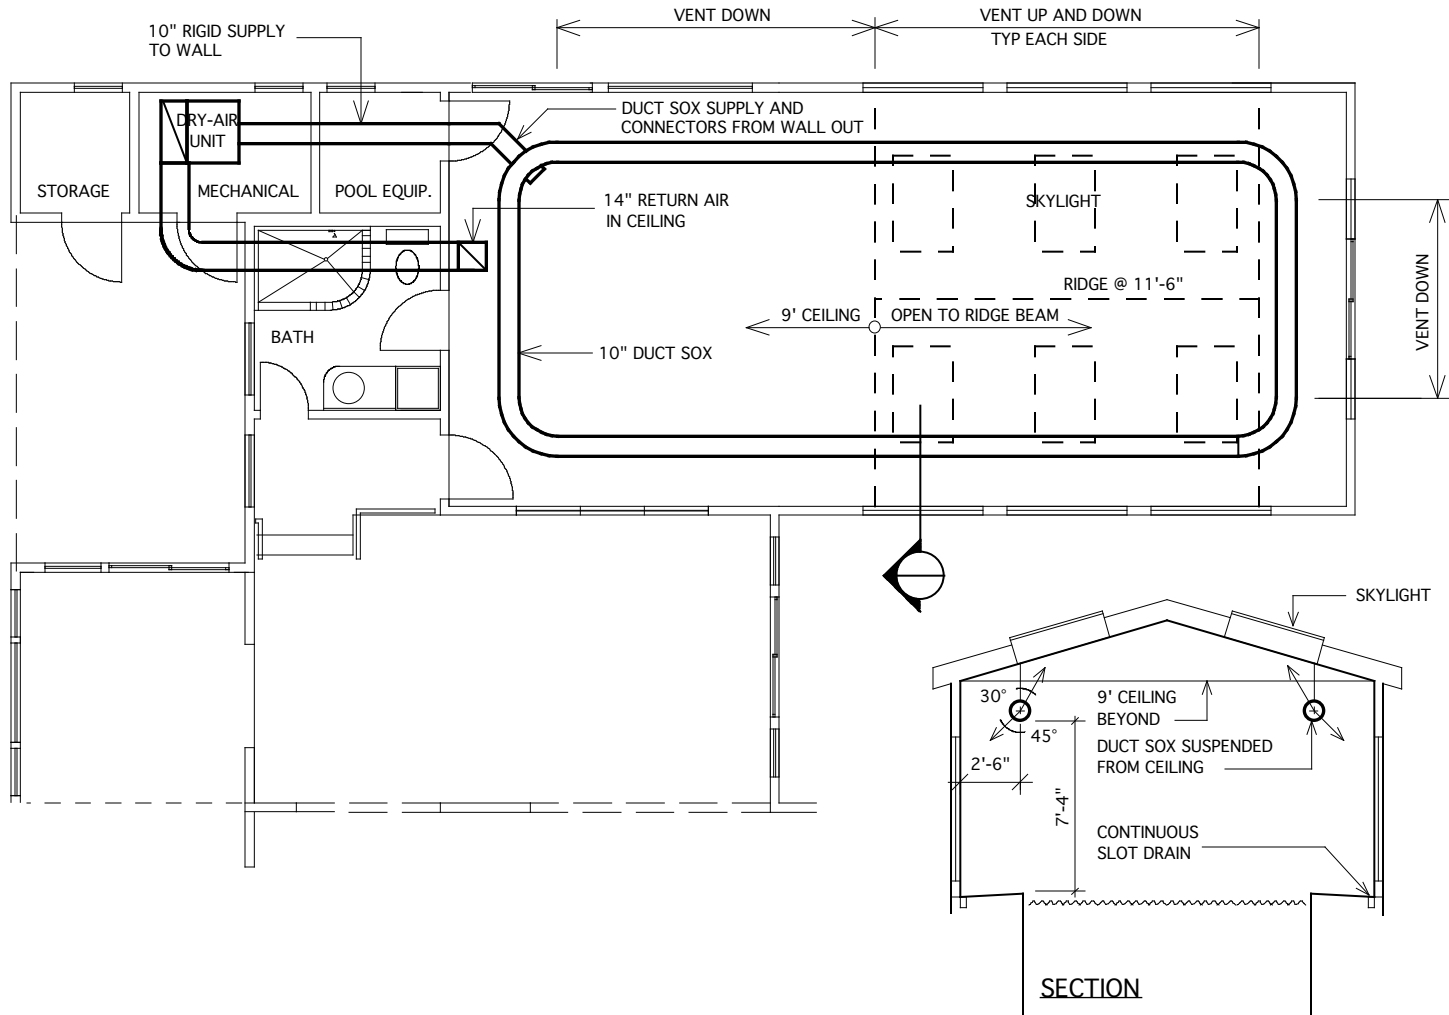 VENT DOWN
VENT UP AND DOWN
TYP EACH SIDE
10" RIGID SUPPLY
TO WALL
DUCT SOX SUPPLY AND
CONNECTORS FROM WALL OUT
DRY-AIR
UNIT
STORAGE
MECHANICAL
POOL EQUIP.
14" RETURN AIR
IN CEILING
SKYLIGHT
RIDGE @ 11'-6"
9' CEILING
OPEN TO RIDGE BEAM
VENT DOWN
BATH
10" DUCT SOX
SKYLIGHT
30°
9' CEILING
BEYOND
45°
DUCT SOX SUSPENDED
FROM CEILING
2'-6"
7'-4"
CONTINUOUS
SLOT DRAIN
SECTION